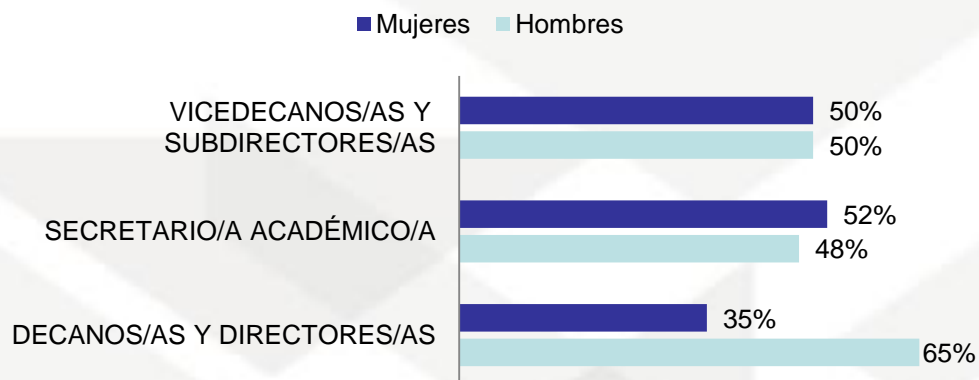 Mujeres Hombres
VICEDECANOS/AS Y
SUBDIRECTORES/AS
50%
50%
SECRETARIO/A ACADÉMICO/A
52%
48%
DECANOS/AS Y DIRECTORES/AS
35%
65%